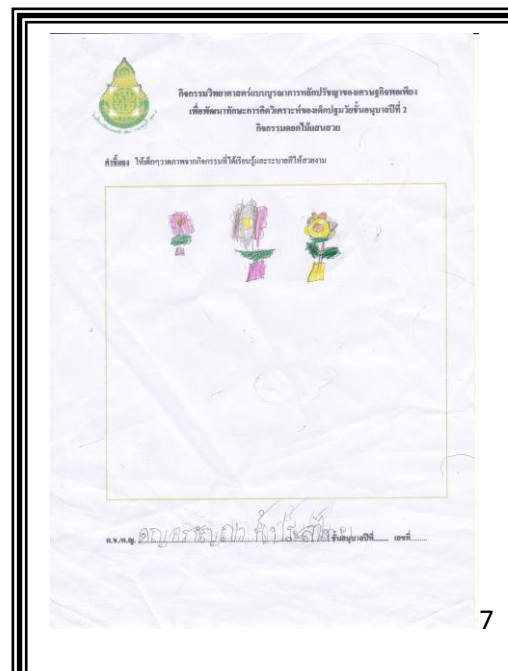 กิจกรรมวิทยาศาสตร์แบบบูรณาการหลักปรัชญาของเศรษฐกิจพอเพียง
เพื่อพัฒนาทักษะการคิดวิเคราะห์ของเด็กปฐมวัยชั้นอนุบาลปีที่ 2
กิจกรรมดอกไม้แสนสวย
คำชี้แจง ให้เด็กๆวาดภาพจากกิจกรรมที่ได้เรียนรู้และระบายสีให้สวยงาม
ด.ช./ด.ญ. ชั้นอนุบาลปีที่....... เลขที่.......
7